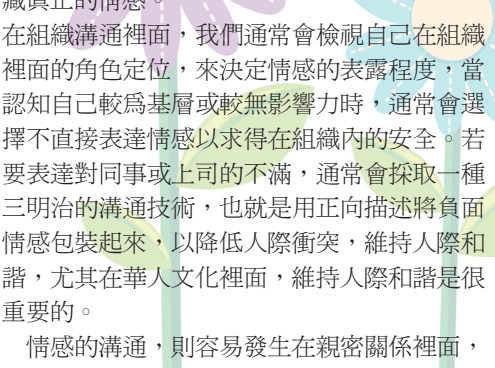 藏真正的情感。
在組織溝通裡面，我們通常會檢視自己在組織
裡面的角色定位，來決定情感的表露程度，當
認知自己較為基層或較無影響力時，通常會選
擇不直接表達情感以求得在組織內的安全。若
要表達對同事或上司的不滿，通常會採取一種
三明治的溝通技術，也就是用正向描述將負面
情感包裝起來，以降低人際衝突，維持人際和
諧，尤其在華人文化裡面，維持人際和諧是很
重要的。
　情感的溝通，則容易發生在親密關係裡面，